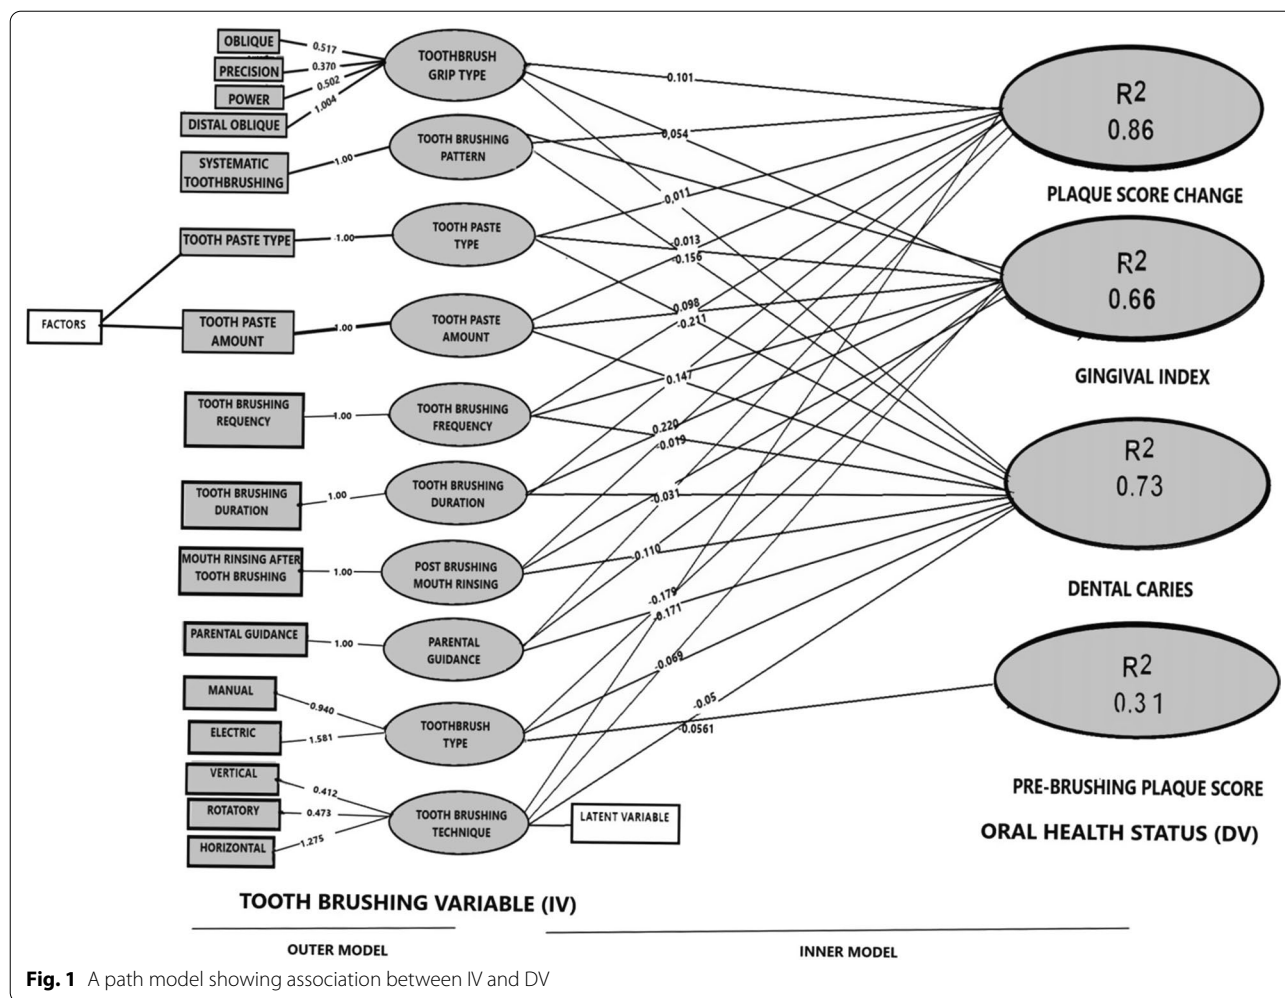 OBLIQUE
PRECISION
POWER
DISTAL OBLIQUE
SYSTEMATIC
TOOTHBRUSHING
TOOTH PASTE TYPE
FACTORS
TOOTH PASTE
AMOUNT
TOOTH BRUSHING
REQUENCY
TOOTH BRUSHING
DURATION
MOUTH RINSING AFTER
TOOTH BRUSHING
PARENTAL GUIDANCE
MANUAL
ELECTRIC
VERTICAL
ROTATORY
HORIZONTAL
0.517
0.370
0.502
1.004
1.00
1.00
1.00
1.00
1.00
1.00
1.00
0.940
1.581
0.412
0.473
1.275
TOOTHBRUSH
GRIP TYPE
TOOTH BRUSHING
PATTERN
TOOTH PASTE
TYPE
TOOTH PASTE
AMOUNT
TOOTH BRUSHING
FREQUENCY
TOOTH BRUSHING
DURATION
POST BRUSHING
MOUTH RINSING
PARENTAL
GUIDANCE
TOOTHBRUSH
TYPE
TOOTH BRUSHING
TECHNIQUE
LATENT VARIABLE
0.101
0.054
0.011
-0.013
-0.156
0.098
-0.211
0.147
0.220
-0.019
-0.031
-0.110
-0.179
-0.171
-0.069
-0.05
-0.0561
R2
0.86
PLAQUE SCORE CHANGE
R2
0.66
GINGIVAL INDEX
R2
0.73
DENTAL CARIES
R2
0.31
PRE-BRUSHING PLAQUE SCORE
ORAL HEALTH STATUS (DV)
TOOTH BRUSHING VARIABLE (IV)
OUTER MODEL
INNER MODEL
Fig. 1 A path model showing association between IV and DV